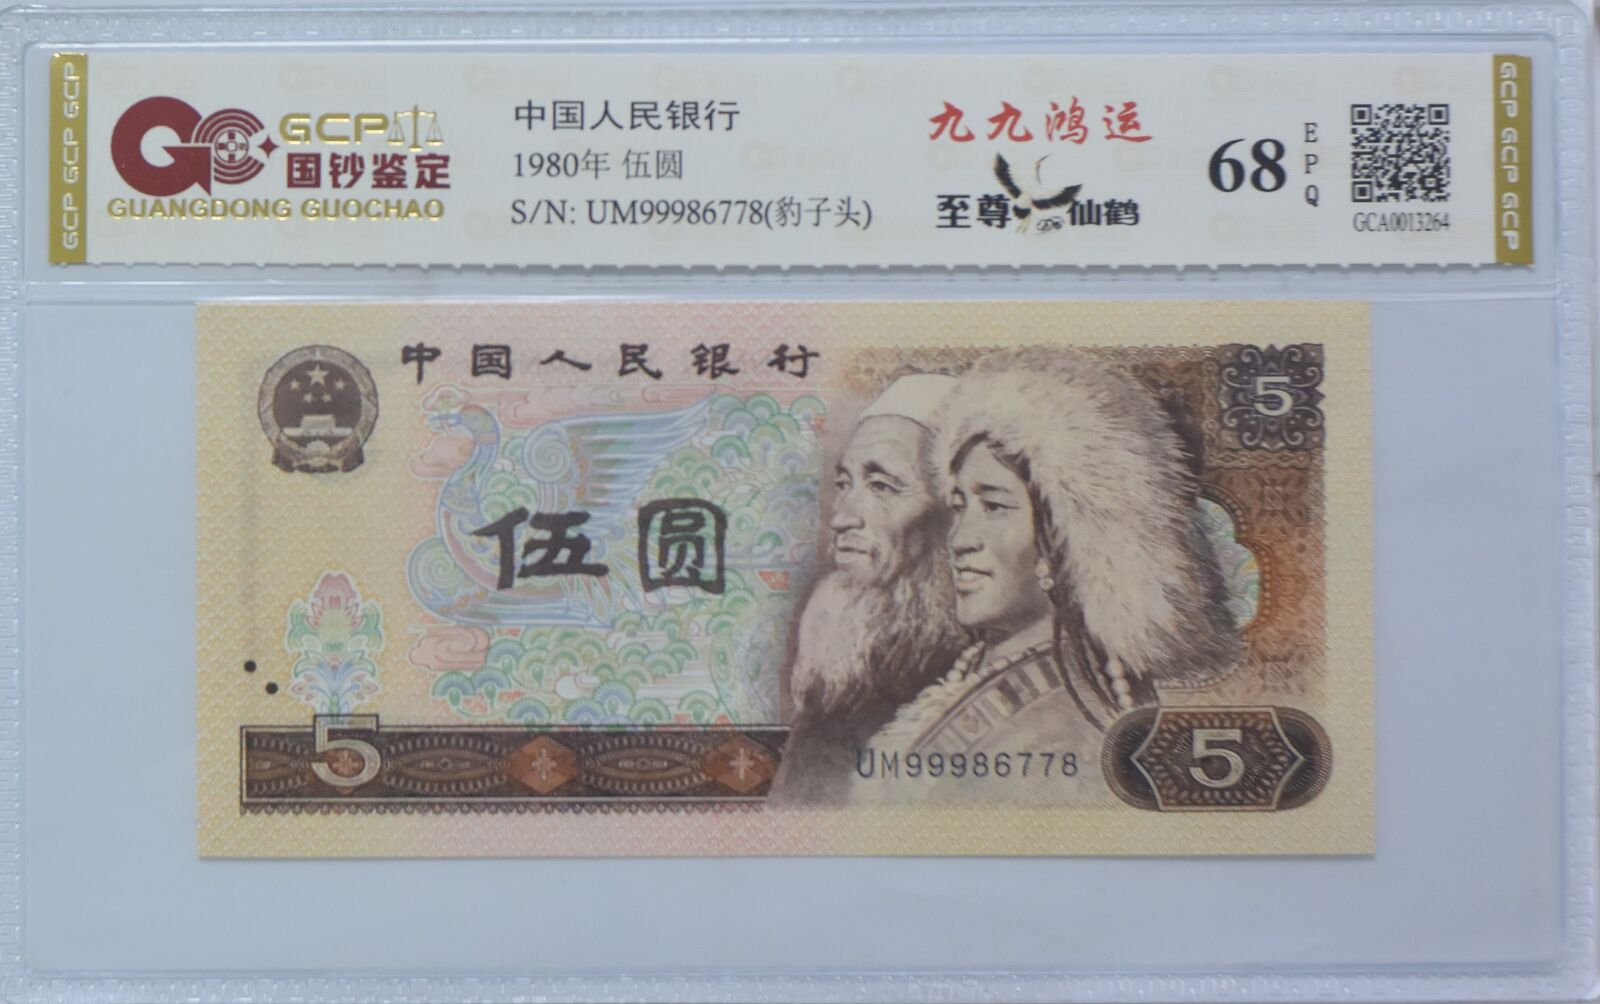 GCP GCP GCP
GCP
国钞鉴定
GUANGDONG GUOCHAO
中国人民银行
1980年 伍圆
S/N: UM99986778(豹子头)
九九鸿运
至尊 仙鹤
68
EPQ
GCA0013264
GCP GCP GCP
中国人民银行
5
伍圆
5
UM99986778
5